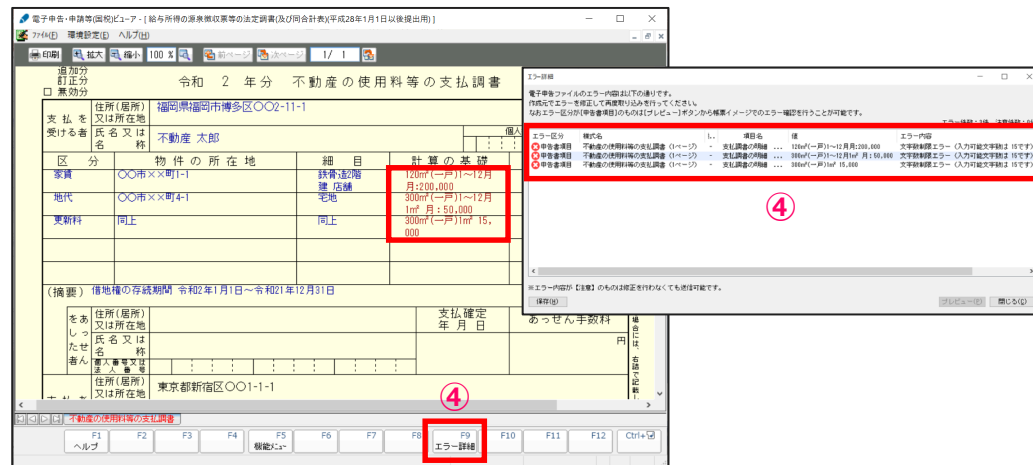 電子申告・申請等(国税)ビューア - [ 給与所得の源泉徴収票等の法定調書(及び同合計表)(平成28年1月1日以後提出用) ]
ファイル(F) 環境設定(E) ヘルプ(H)
印刷 拡大 縮小 100 % 前ページ 次ページ 1/ 1
追加分
訂正分
無効分
令和 2 年分 不動産の使用料等の支払調書
支払を
受ける者
住所(居所)
又は所在地
福岡県福岡市博多区〇〇2-11-1
氏名又は
名称
不動産 太郎
区分 物件の所在地 細目 計算の基礎
家賃 〇〇市××町1-1 鉄骨造2階 120㎡(一戸)1～12月
建 店舗 月:200,000
地代 〇〇市××町4-1 宅地 300㎡(一戸)1～12月
1㎡ 月:50,000
更新料 同上 同上 300㎡(一戸)1㎡ 15,
000
(摘要) 借地権の存続期間 令和2年1月1日～令和21年12月31日
をあ
しっ
たせ
者ん
住所(居所)
又は所在地
支払確定
年月日
あっせん手数料
氏名又は
名称
円
個人番号又は
法人番号
住所(居所)
又は所在地
東京都新宿区〇〇1-1-1
不動産の使用料等の支払調書
F1 F2 F3 F4 F5 F6 F7 F8 F9 F10 F11 F12 Ctrl+
ヘルプ 機能メニュー エラー詳細
④
エラー詳細
電子申告ファイルのエラー内容は以下の通りです。
作成元でエラーを修正して再度取り込みを行ってください。
なおエラー区分が[申告書項目]のものは[プレビュー]ボタンから帳票イメージでのエラー確認を行うことが可能です。
エラー区分 様式名 項目名 値 エラー内容
申告書項目 不動産の使用料等の支払調書 (1ページ) - 支払調書の明細 ... 120㎡(一戸)1～12月月:200,000 文字数制限エラー (入力可能文字数は 15です)
申告書項目 不動産の使用料等の支払調書 (1ページ) - 支払調書の明細 ... 300㎡(一戸)1～12月1㎡ 月:50,000 文字数制限エラー (入力可能文字数は 15です)
申告書項目 不動産の使用料等の支払調書 (1ページ) - 支払調書の明細 ... 300㎡(一戸)1㎡ 15,000 文字数制限エラー (入力可能文字数は 15です)
④
※エラー内容が【注意】のものは修正を行わなくても送信可能です。
保存(H) プレビュー(R) 閉じる(C)